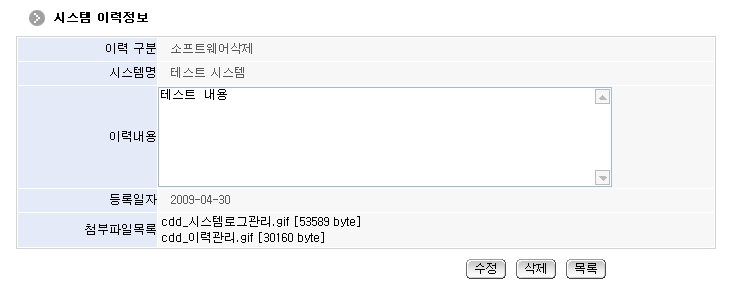 시스템 이력정보
이력 구분 소프트웨어삭제
시스템명 테스트 시스템
이력내용 테스트 내용
등록일자 2009-04-30
첨부파일목록 cdd_시스템로그관리.gif [53589 byte]
cdd_이력관리.gif [30160 byte]
수정 삭제 목록